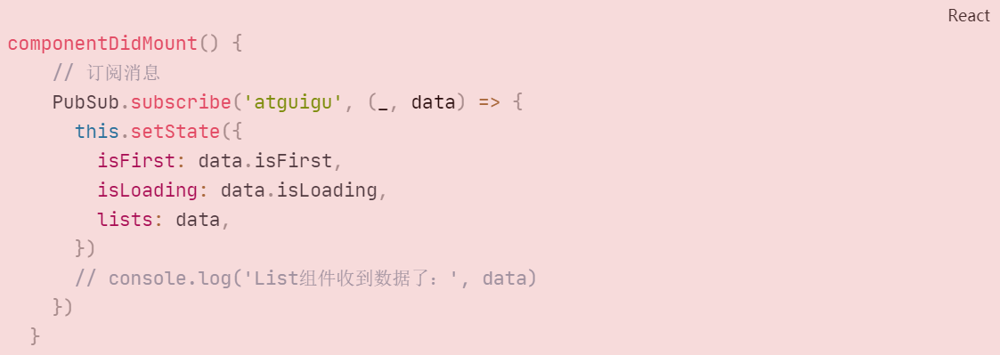 React
componentDidMount() {
    // 订阅消息
    PubSub.subscribe('atguigu', (_, data) => {
      this.setState({
        isFirst: data.isFirst,
        isLoading: data.isLoading,
        lists: data,
      })
      // console.log('List组件收到数据了：', data)
    })
  }